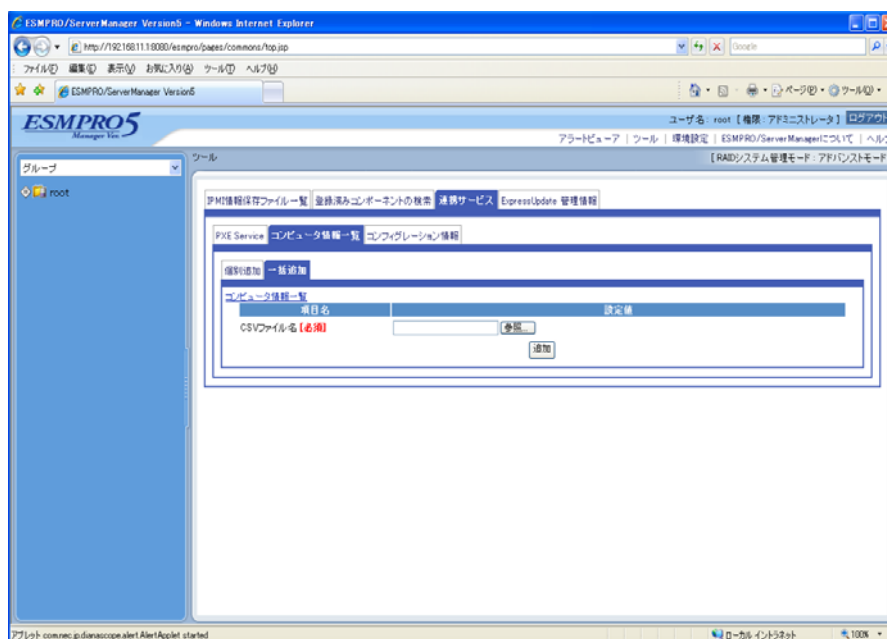 ESMPRO/ServerManager Version5 - Windows Internet Explorer
http://192.168.11.1:8080/esmpro/pages/commons/top.jsp
Google
ファイル(F) 編集(E) 表示(V) お気に入り(A) ツール(T) ヘルプ(H)
ESMPRO/ServerManager Version5
ページ(P) ツール(O)
ESMPRO5
Manager Ver.
ユーザ名 : root 【 権限 : アドミニストレータ 】 ログアウト
アラートビューア | ツール | 環境設定 | ESMPRO/ServerManagerについて | ヘル
グループ
ツール
[ RAIDシステム管理モード : アドバンストモード
root
IPMI情報保存ファイル一覧 登録済みコンポーネントの検索 連携サービス ExpressUpdate 管理情報
PXE Service コンピュータ情報一覧 コンフィグレーション情報
個別追加 一括追加
コンピュータ情報一覧
項目名 設定値
CSVファイル名 [必須] 参照...
追加
アプレット com.nec.jp.dianascope.alert.AlertApplet started
ローカル イントラネット
100%